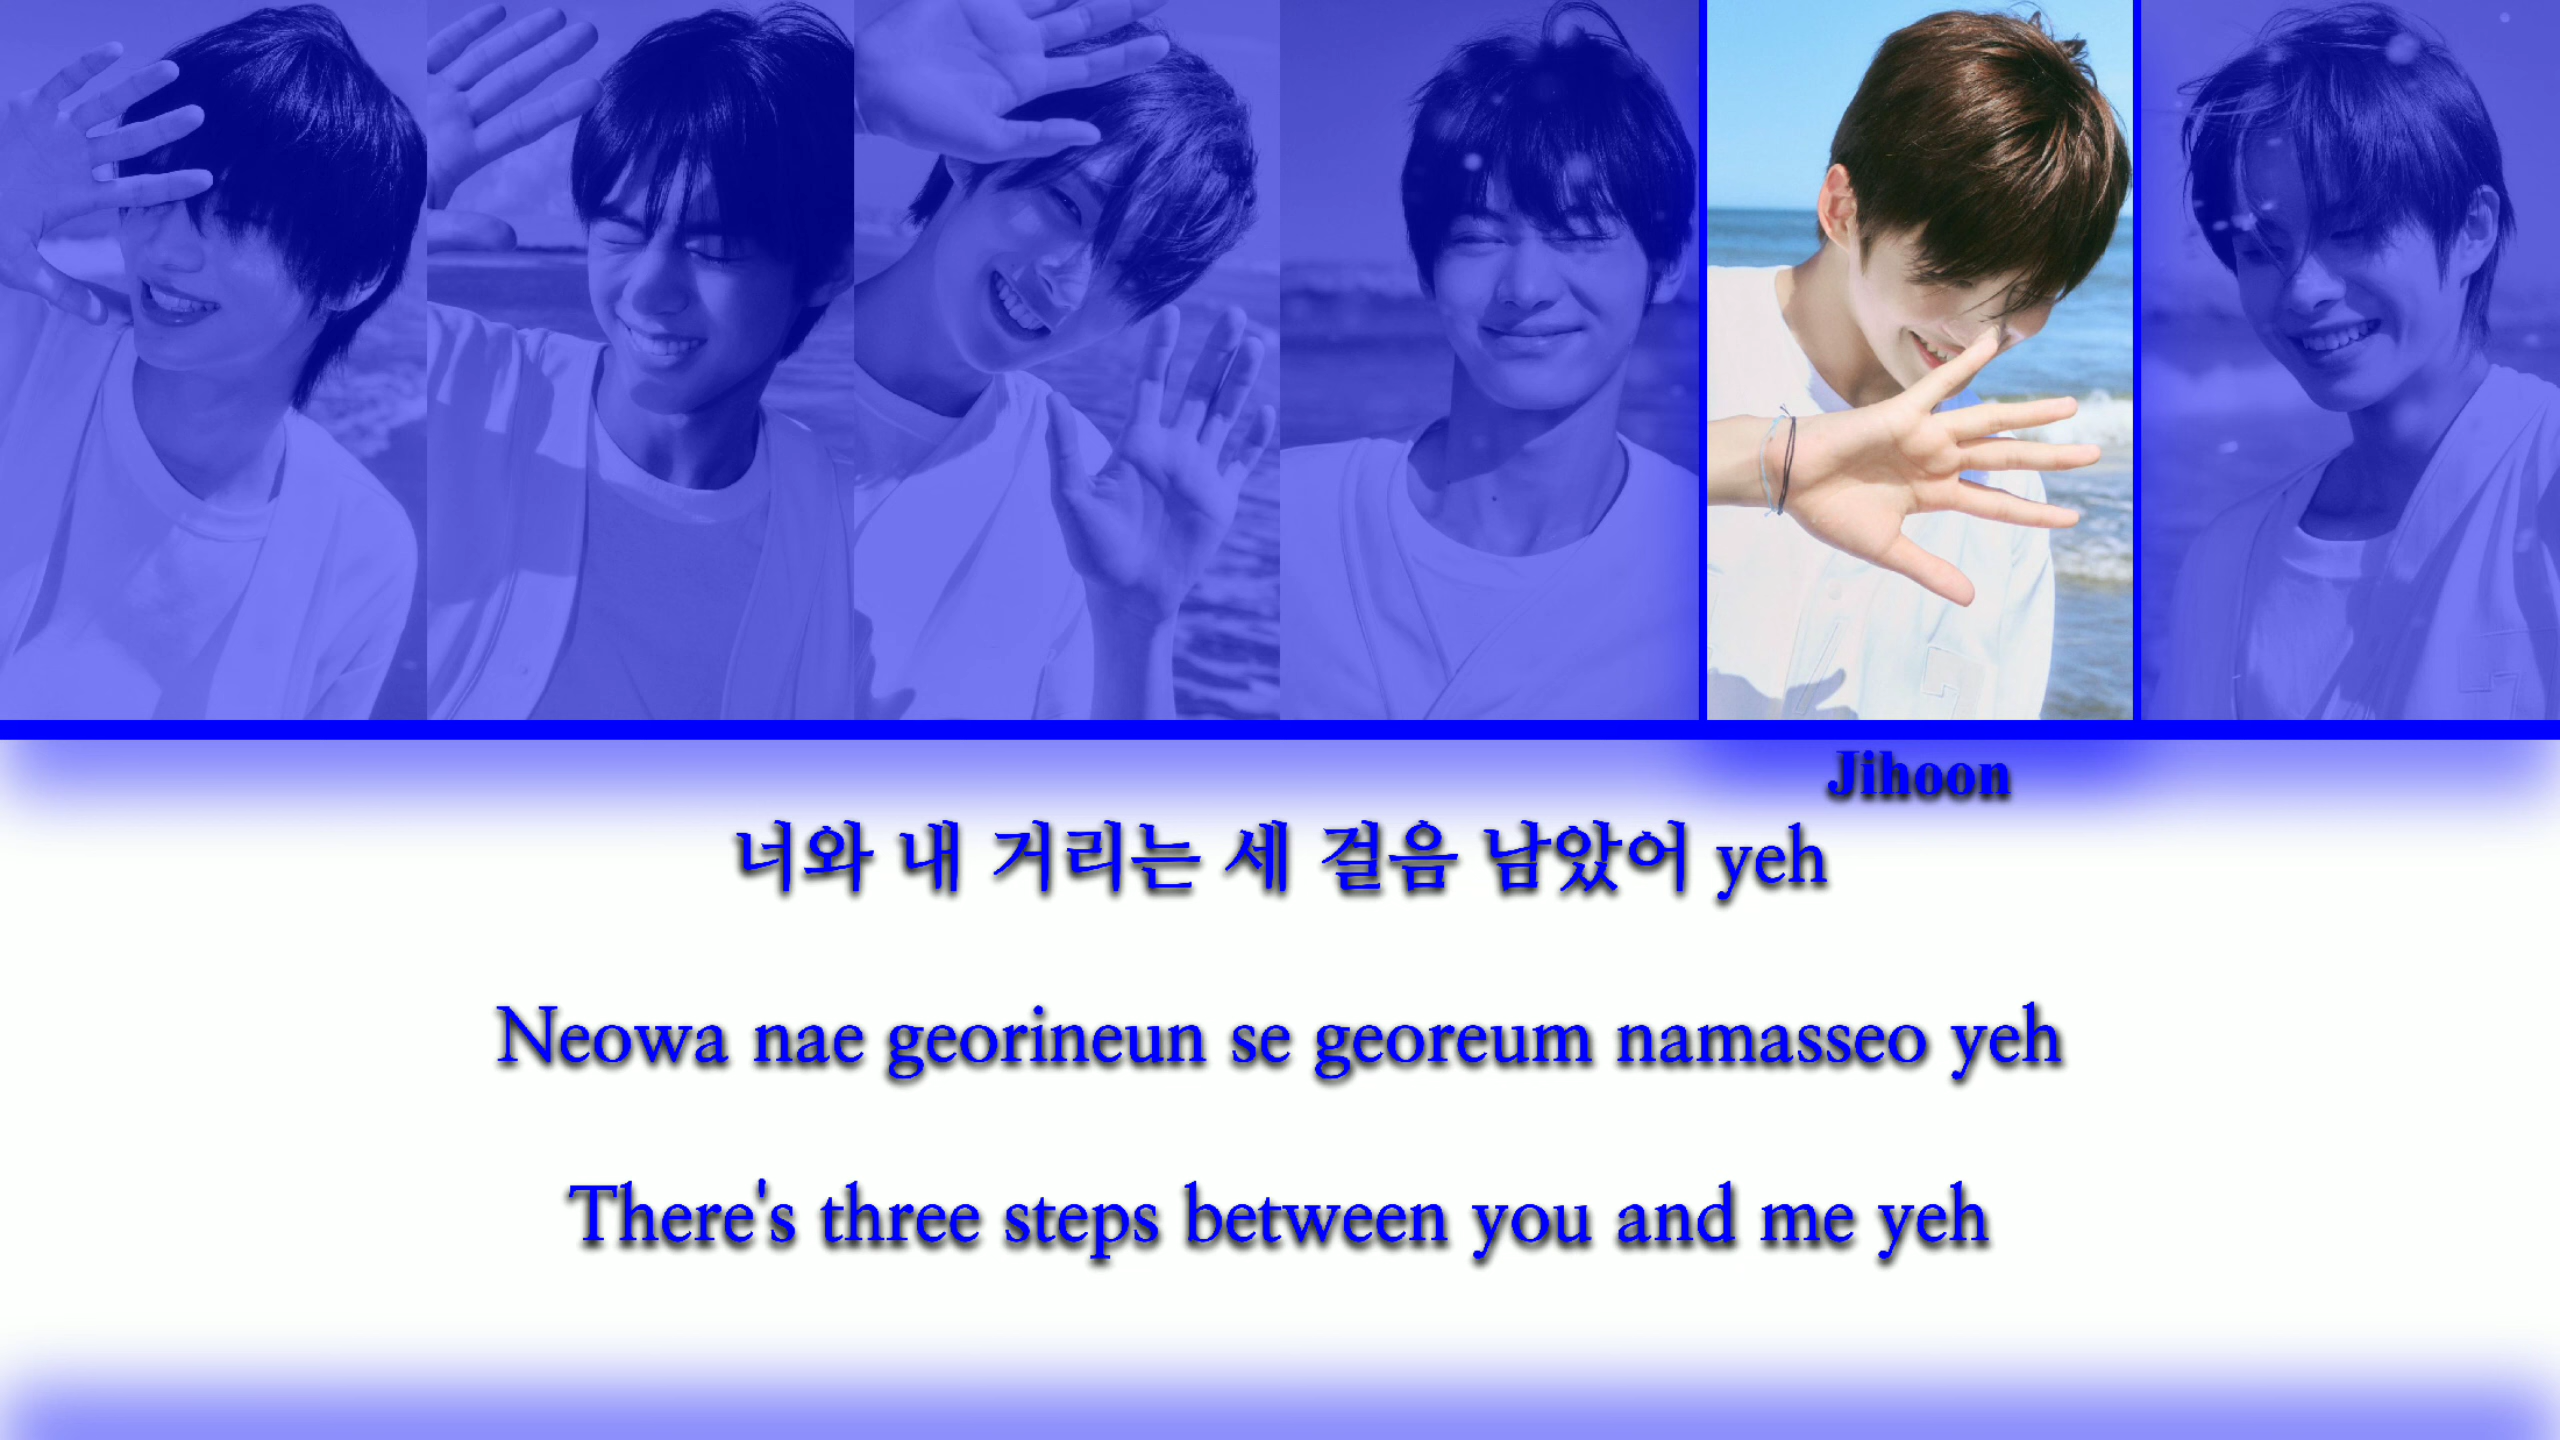 Jihoon
너와 내 거리는 세 걸음 남았어 yeh
Neowa nae georineun se georeum namasseo yeh
There's three steps between you and me yeh